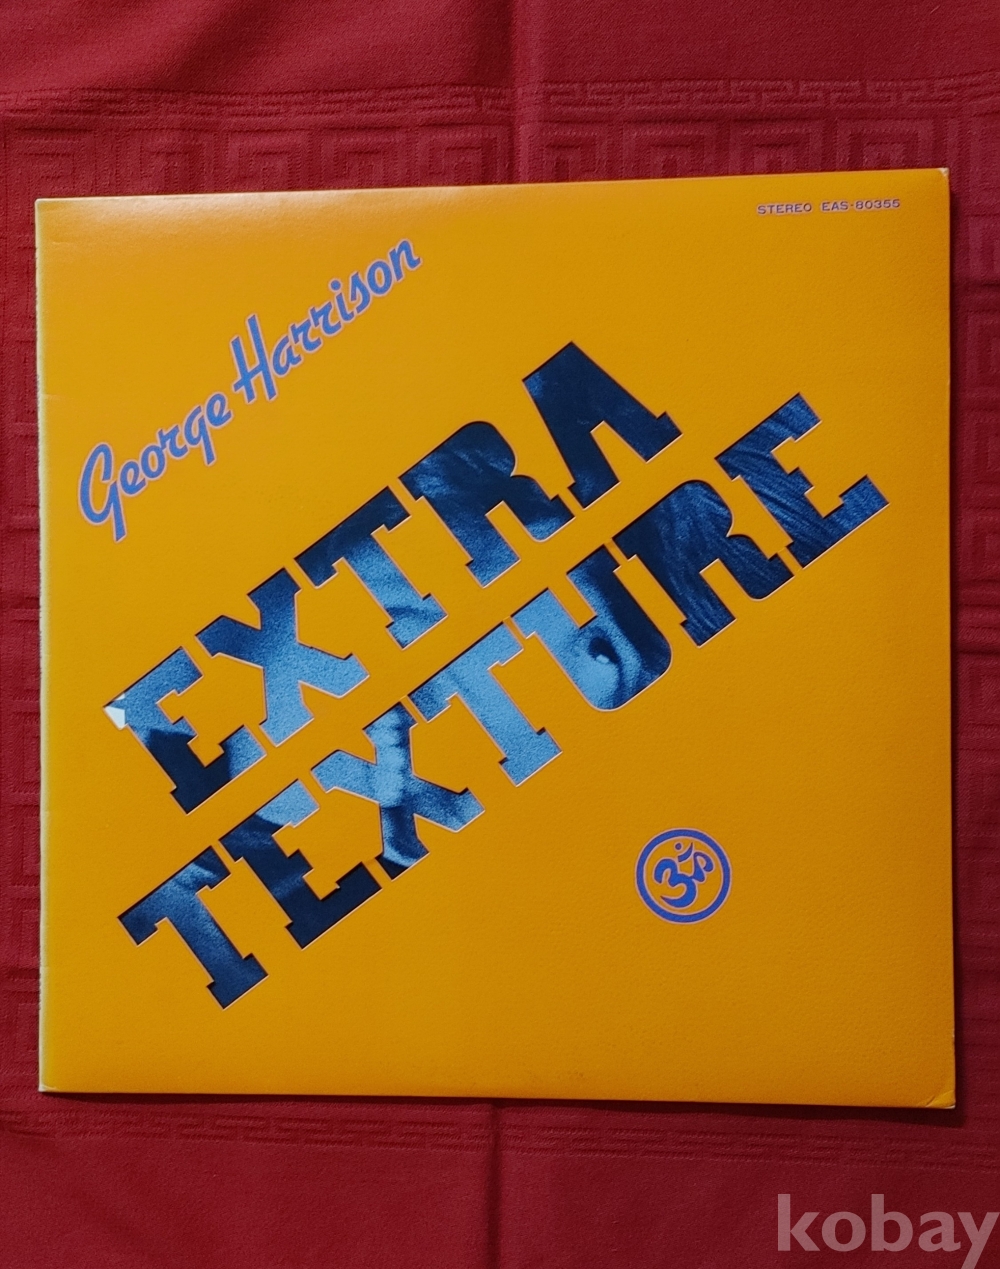 STEREO EAS-80355
George Harrison
EXTRA
TEXTURE
ॐ
kobay